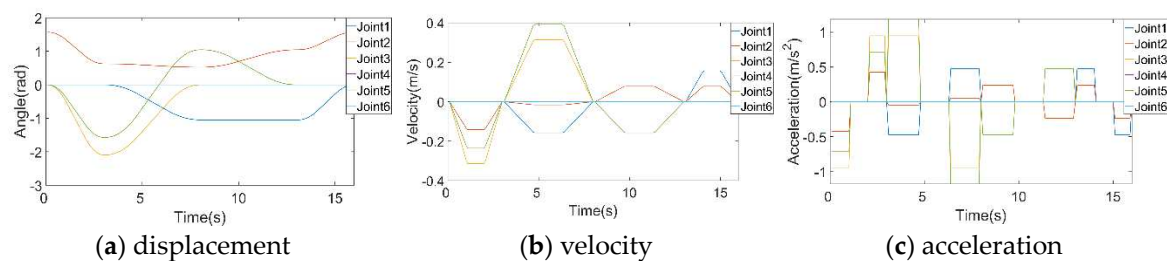 3
2
1
0
-1
-2
-3
Angle(rad)
0
5
10
15
Time(s)
Joint1
Joint2
Joint3
Joint4
Joint5
Joint6
(a) displacement
0.4
0.2
0
-0.2
-0.4
Velocity(m/s)
0
5
10
15
Time(s)
Joint1
Joint2
Joint3
Joint4
Joint5
Joint6
(b) velocity
1
0.5
0
-0.5
-1
Acceleration(m/s²)
0
5
10
15
Time(s)
Joint1
Joint2
Joint3
Joint4
Joint5
Joint6
(c) acceleration